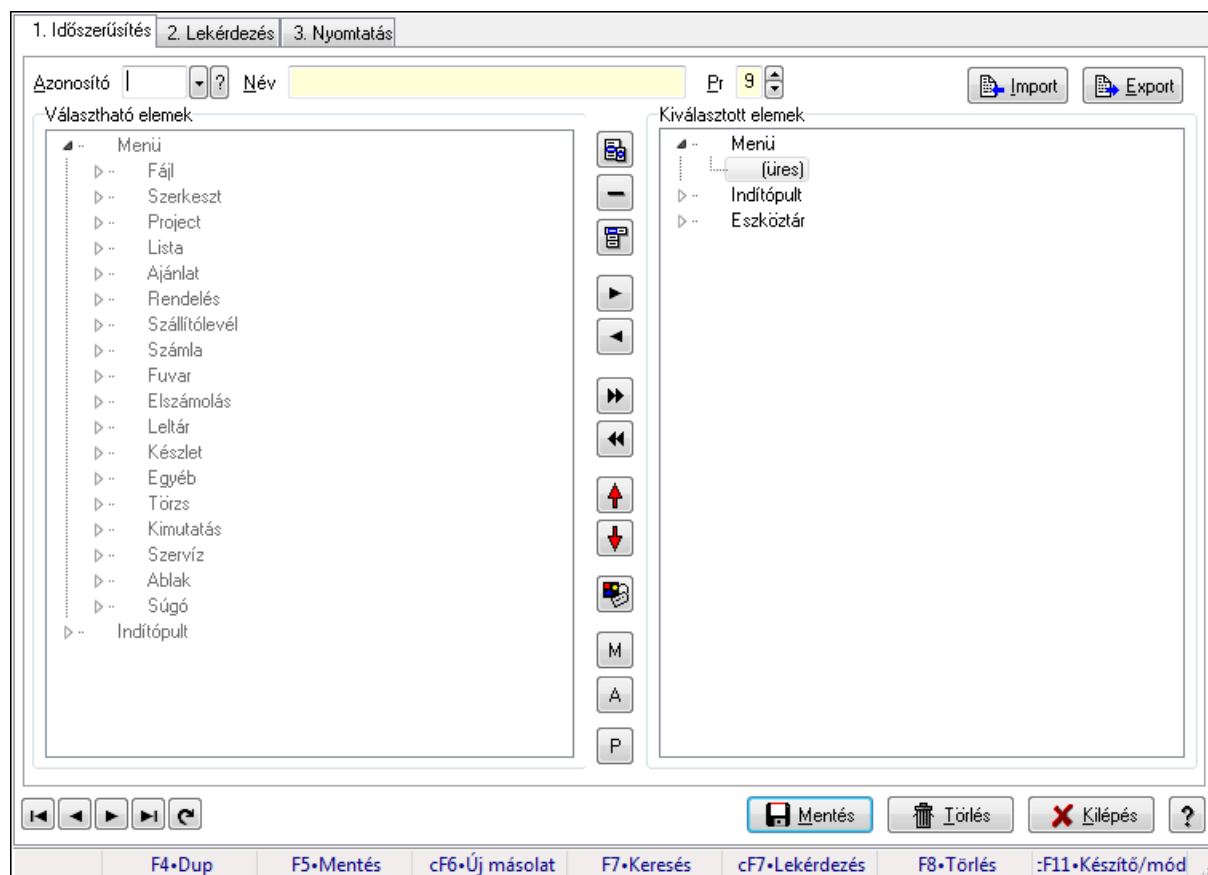 1. Időszerűsítés 2. Lekérdezés 3. Nyomtatás
Azonosító ? Név Pr 9 Import Export
Választható elemek Kiválasztott elemek
Menü
Fájl
Szerkeszt
Project
Lista
Ajánlat
Rendelés
Szállítólevél
Számla
Fuvar
Elszámolás
Leltár
Készlet
Egyéb
Törzs
Kimutatás
Szervíz
Ablak
Súgó
Indítópult
M
A
P
Menü
(üres)
Indítópult
Eszköztár
Mentés Törlés Kilépés ?
F4•Dup F5•Mentés cF6•Új másolat F7•Keresés cF7•Lekérdezés F8•Törlés :F11•Készítő/mód